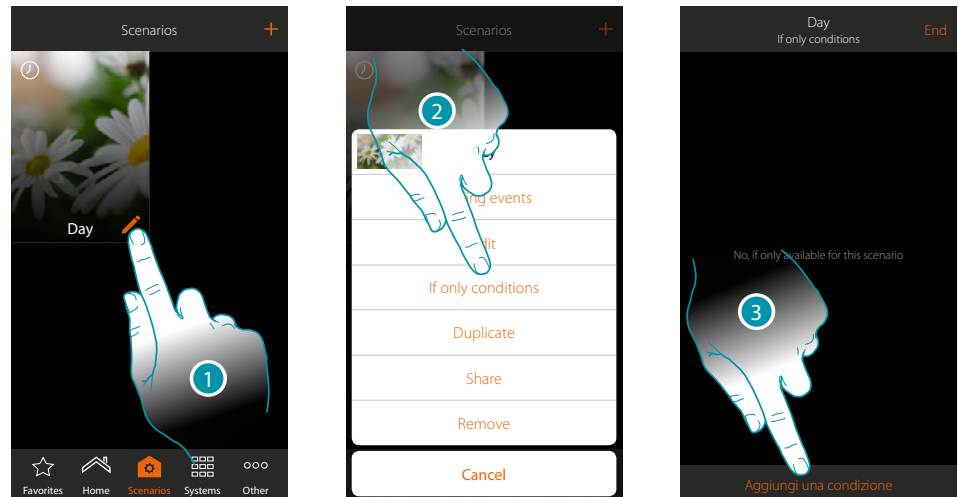 Scenarios +
Day
1
Favorites Home Scenarios Systems Other
Scenarios +
2
events
If only conditions
Duplicate
Share
Remove
Cancel
Day
If only conditions
End
No, if only available for this scenario
3
Aggiungi una condizione